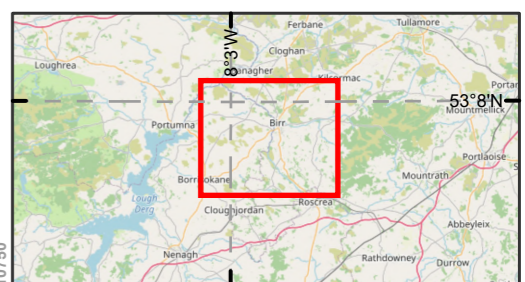 Ferbane
Tullamore
8°3'W
Cloghan
Loughrea
anagher
Kilcormac
Portar
53°8'N
Mountmellick
Portumna
Birr
Portlaoise
S
Mountrath
Borrisokane
Lough
Derg
Roscrea
Cloughjordan
Abbeyleix
Nenagh
Rathdowney
Durrow